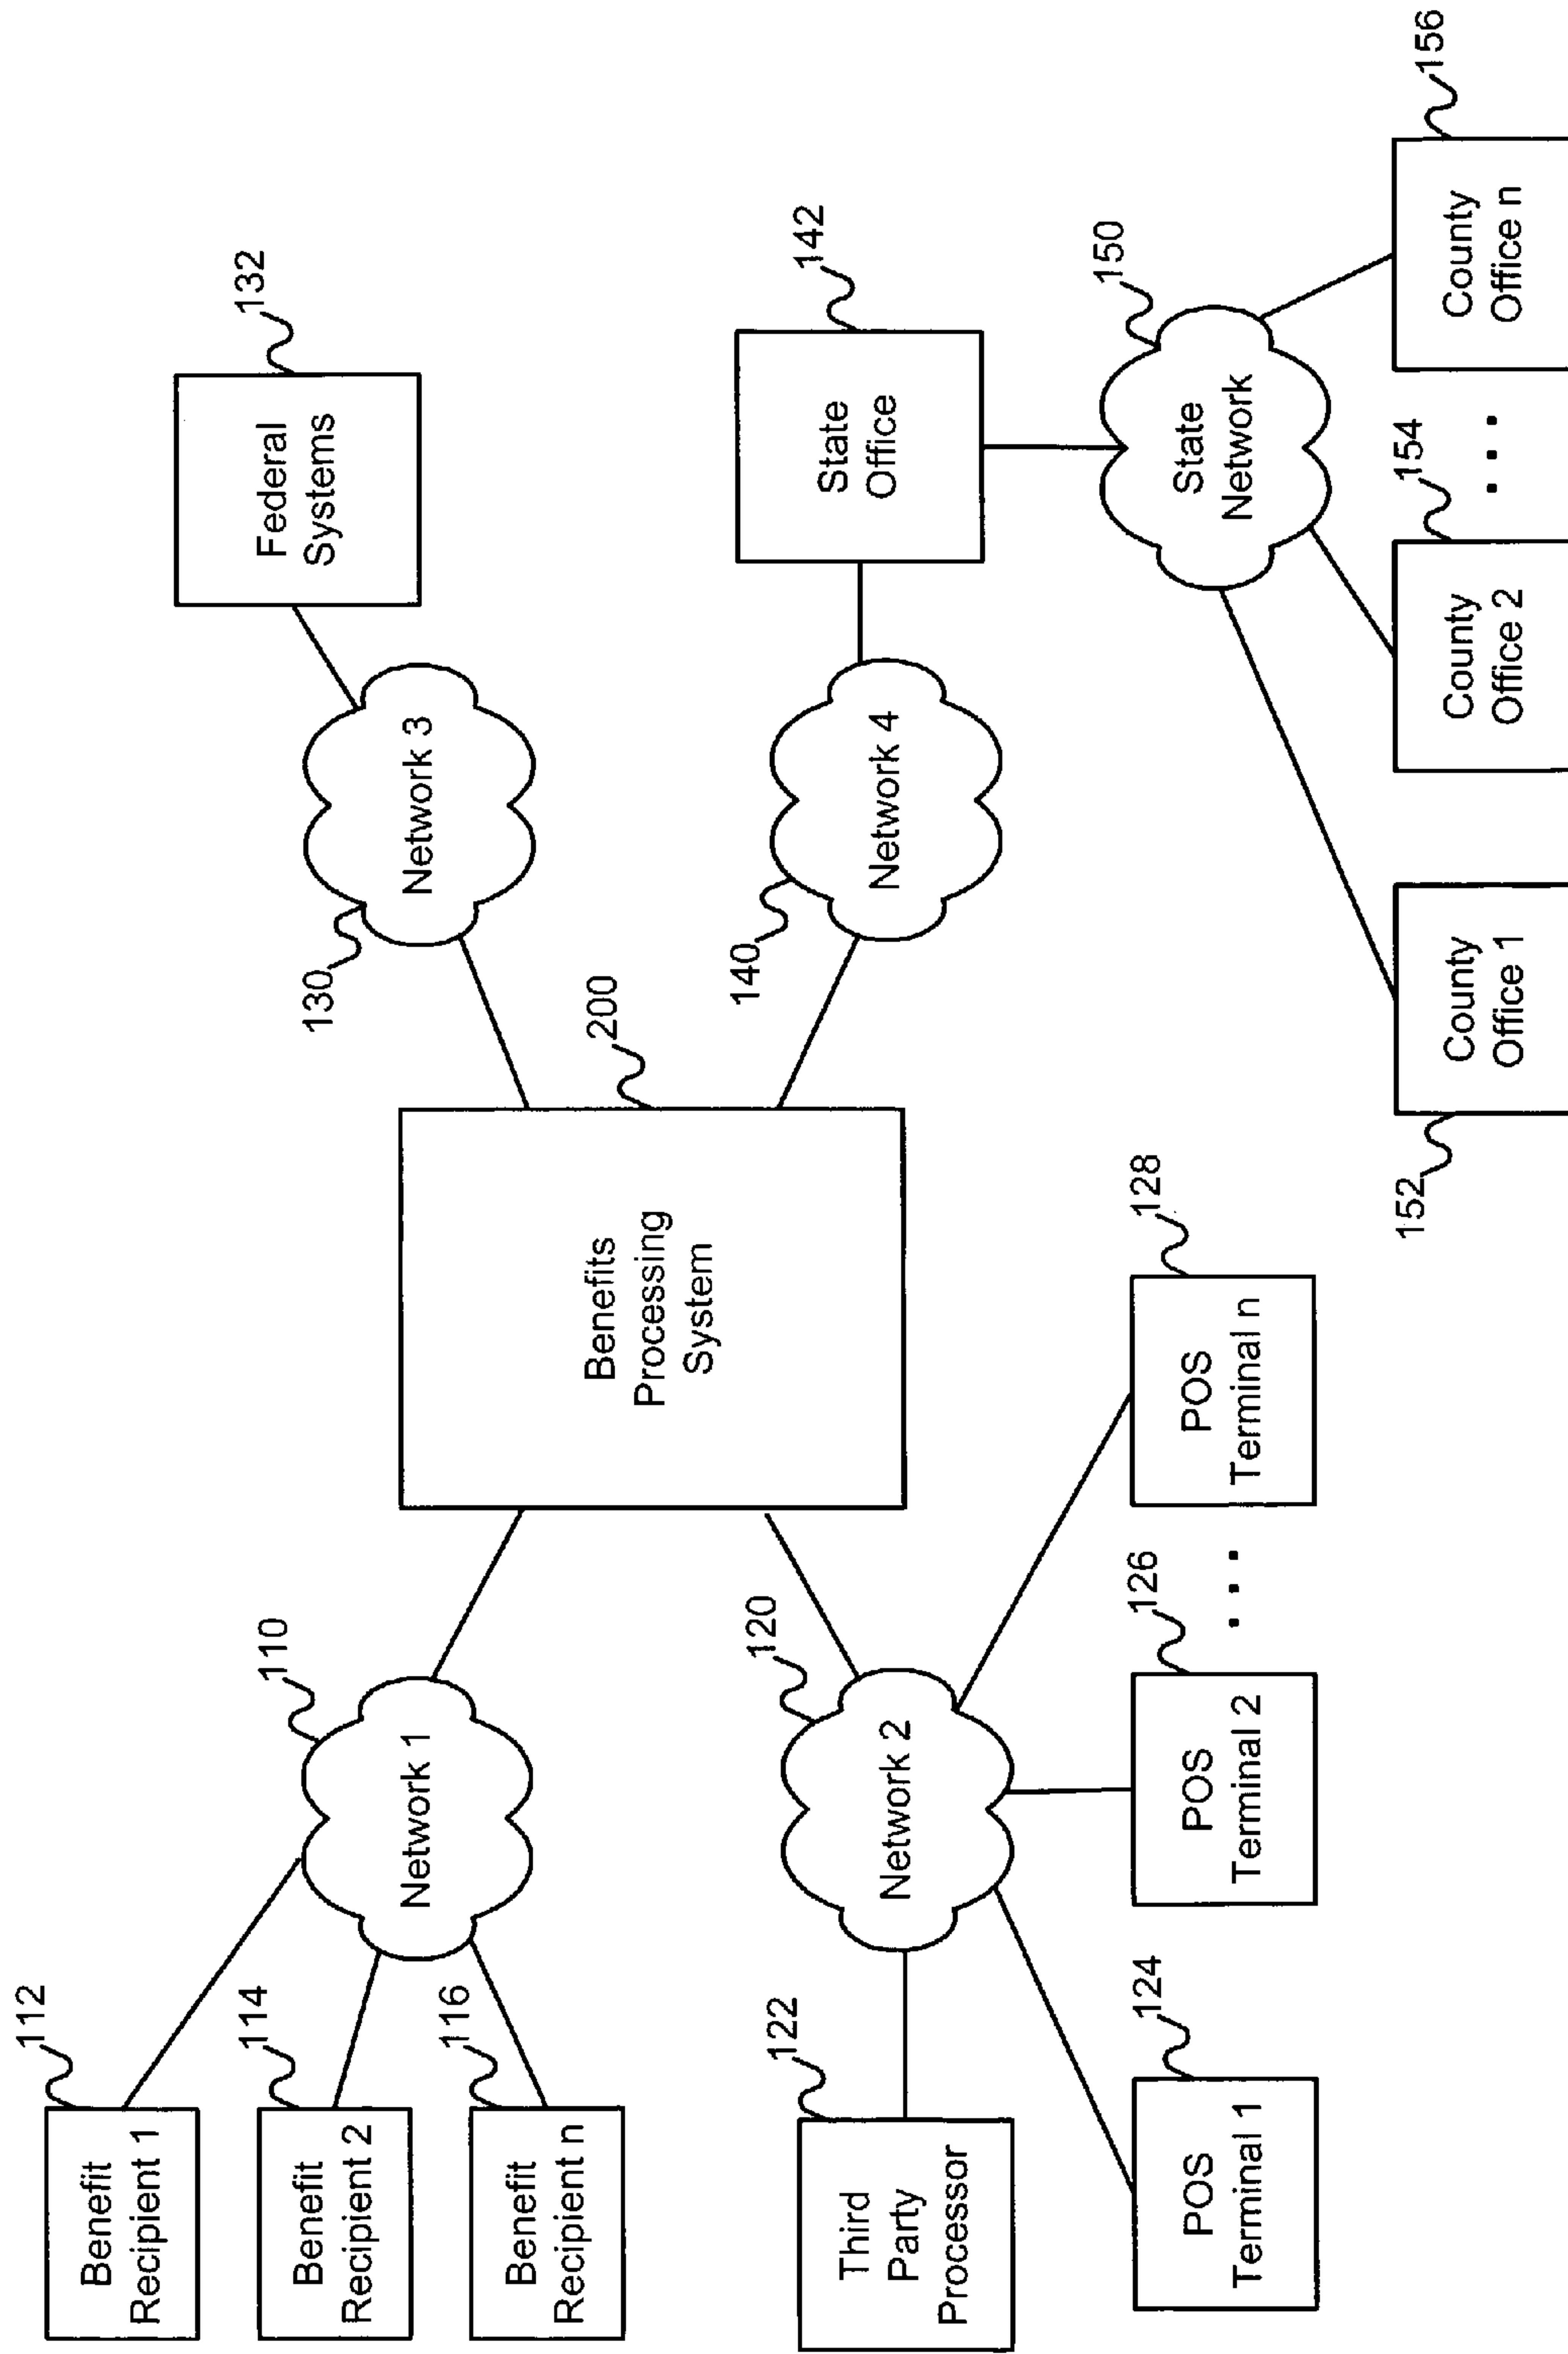 112
Benefit
Recipient 1
114
Benefit
Recipient 2
116
Benefit
Recipient n
110
Network 1
130
Network 3
132
Federal
Systems
200
Benefits
Processing
System
122
Third
Party
Processor
120
Network 2
140
Network 4
142
State
Office
124
POS
Terminal 1
126
POS
Terminal 2
...
128
POS
Terminal n
150
State
Network
152
County
Office 1
154
County
Office 2
...
156
County
Office n